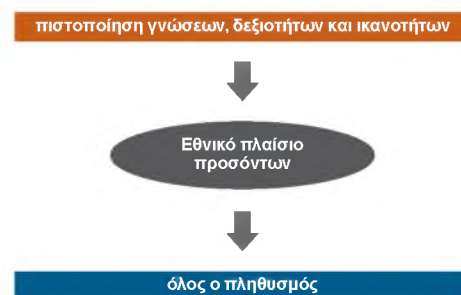 πιστοποίηση γνώσεων, δεξιοτήτων και ικανοτήτων
Εθνικό πλαίσιο
προσόντων
όλος ο πληθυσμός